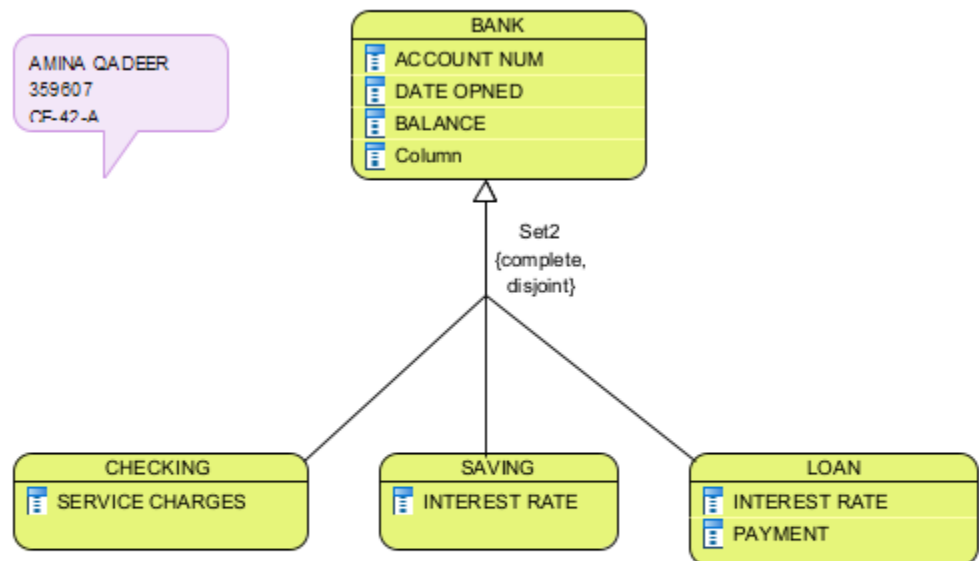 BANK
ACCOUNT NUM
DATE OPNED
BALANCE
Column
AMINA QADEER
359607
CE-42-A
Set2
{complete,
disjoint}
CHECKING
SERVICE CHARGES
SAVING
INTEREST RATE
LOAN
INTEREST RATE
PAYMENT